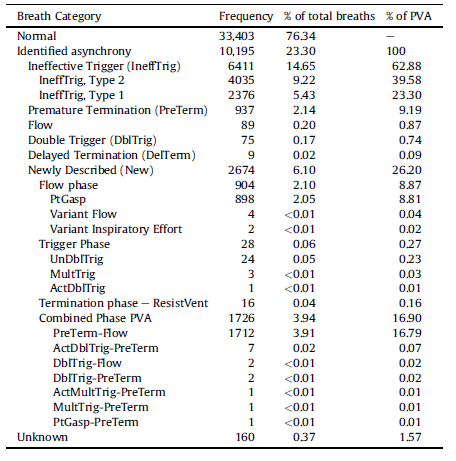 Breath Category Frequency % of total breaths % of PVA
Normal 33,403 76.34 –
Identified asynchrony 10,195 23.30 100
Ineffective Trigger (IneffTrig) 6411 14.65 62.88
IneffTrig, Type 2 4035 9.22 39.58
IneffTrig, Type 1 2376 5.43 23.30
Premature Termination (PreTerm) 937 2.14 9.19
Flow 89 0.20 0.87
Double Trigger (DblTrig) 75 0.17 0.74
Delayed Termination (DelTerm) 9 0.02 0.09
Newly Described (New) 2674 6.10 26.20
Flow phase 904 2.10 8.87
PtGasp 898 2.05 8.81
Variant Flow 4 <0.01 0.04
Variant Inspiratory Effort 2 <0.01 0.02
Trigger Phase 28 0.06 0.27
UnDblTrig 24 0.05 0.23
MultTrig 3 <0.01 0.03
ActDblTrig 1 <0.01 0.01
Termination phase – ResistVent 16 0.04 0.16
Combined Phase PVA 1726 3.94 16.90
PreTerm-Flow 1712 3.91 16.79
ActDblTrig-PreTerm 7 0.02 0.07
DblTrig-Flow 2 <0.01 0.02
DblTrig-PreTerm 2 <0.01 0.02
ActMultTrig-PreTerm 1 <0.01 0.01
MultTrig-PreTerm 1 <0.01 0.01
PtGasp-PreTerm 1 <0.01 0.01
Unknown 160 0.37 1.57